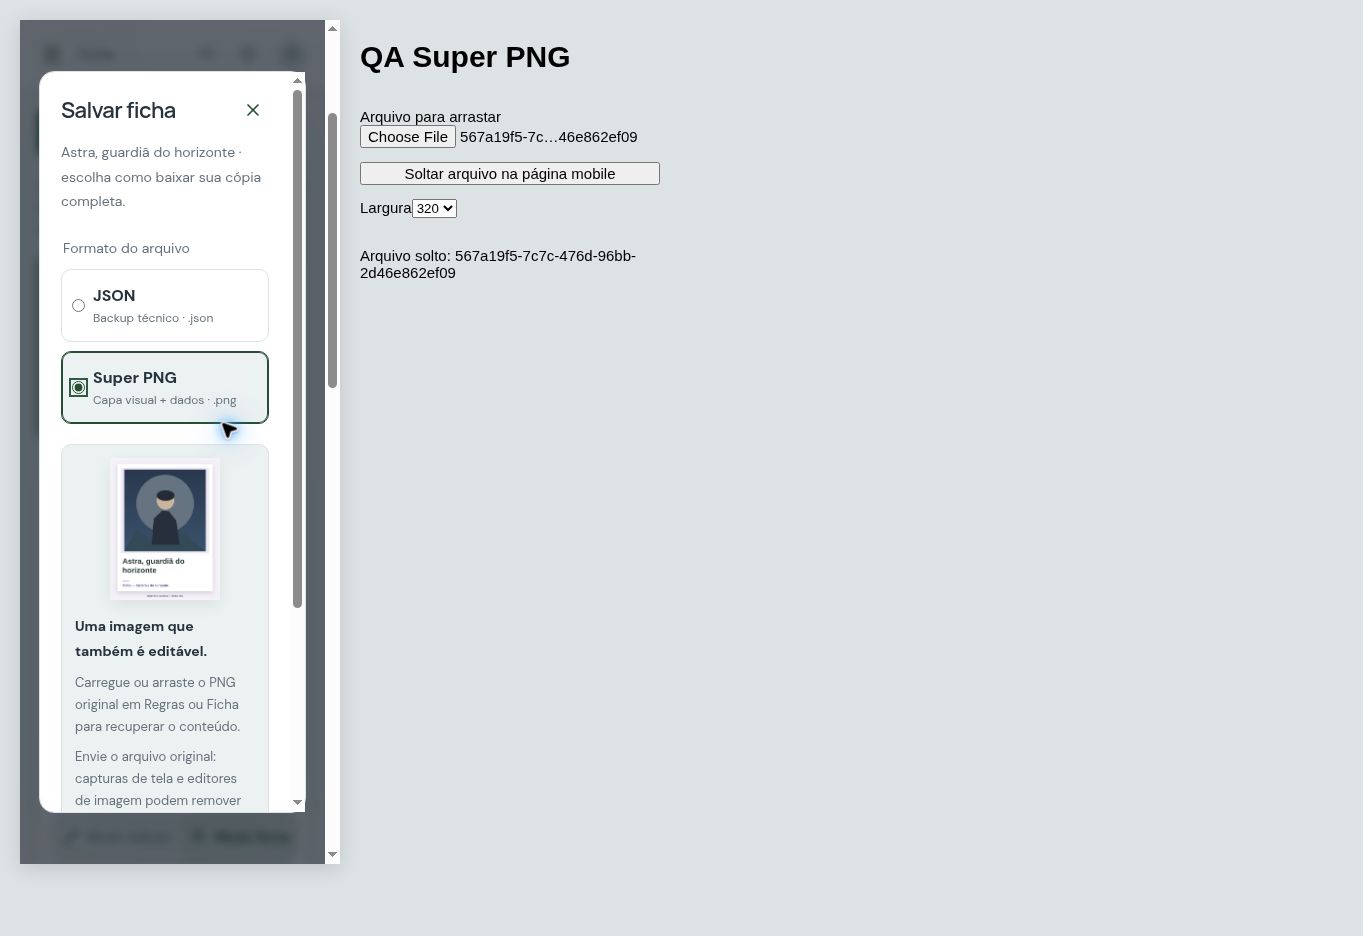 Salvar ficha
Astra, guardiã do horizonte ·
escolha como baixar sua cópia
completa.
Formato do arquivo
JSON
Backup técnico · .json
Super PNG
Capa visual + dados · .png
Astra, guardiã do
horizonte
Uma imagem que
também é editável.
Carregue ou arraste o PNG
original em Regras ou Ficha
para recuperar o conteúdo.
Envie o arquivo original:
capturas de tela e editores
de imagem podem remover
QA Super PNG
Arquivo para arrastar
Choose File 567a19f5-7c…46e862ef09
Soltar arquivo na página mobile
Largura 320
Arquivo solto: 567a19f5-7c7c-476d-96bb-
2d46e862ef09